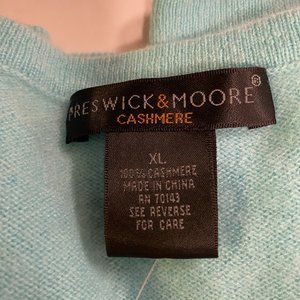 PRESWICK&MOORE®
CASHMERE
XL
100% CASHMERE
MADE IN CHINA
RN 70143
SEE REVERSE
FOR CARE